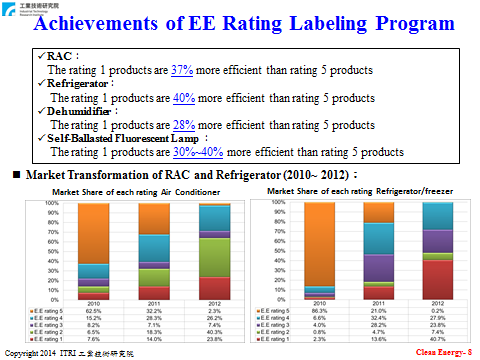 工業技術研究院
Industrial Technology
Research Institute
Achievements of EE Rating Labeling Program
✓RAC：
The rating 1 products are 37% more efficient than rating 5 products
✓Refrigerator：
The rating 1 products are 40% more efficient than rating 5 products
✓Dehumidifier：
The rating 1 products are 28% more efficient than rating 5 products
✓Self-Ballasted Fluorescent Lamp：
The rating 1 products are 30%~40% more efficient than rating 5 products
■ Market Transformation of RAC and Refrigerator (2010~ 2012)：
Market Share of each rating Air Conditioner
100%
90%
80%
70%
60%
50%
40%
30%
20%
10%
0%
2010 2011 2012
E.E rating 5 62.5% 32.2% 2.3%
E.E rating 4 15.2% 28.3% 26.2%
E.E rating 3 8.2% 7.1% 7.4%
E.E rating 2 6.5% 18.3% 40.3%
E.E rating 1 7.6% 14.0% 23.8%
Market Share of each rating Refrigerator/freezer
100%
90%
80%
70%
60%
50%
40%
30%
20%
10%
0%
2010 2011 2012
E.E rating 5 86.3% 21.0% 0.2%
E.E rating 4 6.6% 32.4% 27.9%
E.E rating 3 4.0% 28.2% 23.8%
E.E rating 2 0.8% 4.7% 7.4%
E.E rating 1 2.3% 13.6% 40.7%
Copyright 2014 ITRI 工業技術研究院
Clean Energy- 8